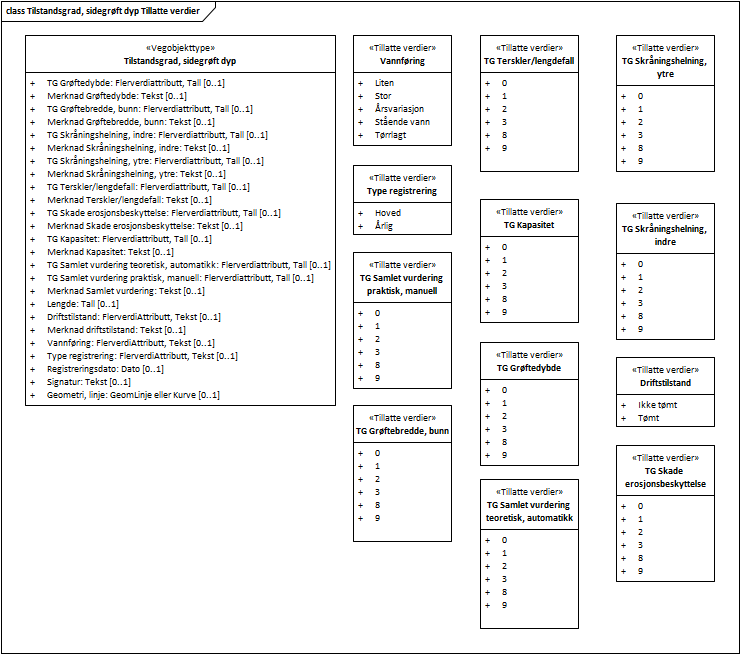 class Tilstandsgrad, sidegrøft dyp Tillatte verdier
«Vegobjekttype»
Tilstandsgrad, sidegrøft dyp
+ TG Grøftedybde: Flerverdiattributt, Tall [0..1]
+ Merknad Grøftedybde: Tekst [0..1]
+ TG Grøftebredde, bunn: Flerverdiattributt, Tall [0..1]
+ Merknad Grøftebredde, bunn: Tekst [0..1]
+ TG Skråningshelning, indre: Flerverdiattributt, Tall [0..1]
+ Merknad Skråningshelning, indre: Tekst [0..1]
+ TG Skråningshelning, ytre: Flerverdiattributt, Tall [0..1]
+ Merknad Skråningshelning, ytre: Tekst [0..1]
+ TG Terskler/lengdefall: Flerverdiattributt, Tall [0..1]
+ Merknad Terskler/lengdefall: Tekst [0..1]
+ TG Skade erosjonsbeskyttelse: Flerverdiattributt, Tall [0..1]
+ Merknad Skade erosjonsbeskyttelse: Tekst [0..1]
+ TG Kapasitet: Flerverdiattributt, Tall [0..1]
+ Merknad Kapasitet: Tekst [0..1]
+ TG Samlet vurdering teoretisk, automatikk: Flerverdiattributt, Tall [0..1]
+ TG Samlet vurdering praktisk, manuell: Flerverdiattributt, Tall [0..1]
+ Merknad Samlet vurdering: Tekst [0..1]
+ Lengde: Tall [0..1]
+ Driftstilstand: FlerverdiAttributt, Tekst [0..1]
+ Merknad driftstilstand: Tekst [0..1]
+ Vannføring: FlerverdiAttributt, Tekst [0..1]
+ Type registrering: FlerverdiAttributt, Tekst [0..1]
+ Registreringsdato: Dato [0..1]
+ Signatur: Tekst [0..1]
+ Geometri, linje: GeomLinje eller Kurve [0..1]
«Tillatte verdier»
Vannføring
+ Liten
+ Stor
+ Årsvariasjon
+ Stående vann
+ Tørrlagt
«Tillatte verdier»
Type registrering
+ Hoved
+ Årlig
«Tillatte verdier»
TG Samlet vurdering
praktisk, manuell
+ 0
+ 1
+ 2
+ 3
+ 8
+ 9
«Tillatte verdier»
TG Grøftebredde, bunn
+ 0
+ 1
+ 2
+ 3
+ 8
+ 9
«Tillatte verdier»
TG Terskler/lengdefall
+ 0
+ 1
+ 2
+ 3
+ 8
+ 9
«Tillatte verdier»
TG Kapasitet
+ 0
+ 1
+ 2
+ 3
+ 8
+ 9
«Tillatte verdier»
TG Grøftedybde
+ 0
+ 1
+ 2
+ 3
+ 8
+ 9
«Tillatte verdier»
TG Samlet vurdering
teoretisk, automatikk
+ 0
+ 1
+ 2
+ 3
+ 8
+ 9
«Tillatte verdier»
TG Skråningshelning,
ytre
+ 0
+ 1
+ 2
+ 3
+ 8
+ 9
«Tillatte verdier»
TG Skråningshelning,
indre
+ 0
+ 1
+ 2
+ 3
+ 8
+ 9
«Tillatte verdier»
Driftstilstand
+ Ikke tømt
+ Tømt
«Tillatte verdier»
TG Skade
erosjonsbeskyttelse
+ 0
+ 1
+ 2
+ 3
+ 8
+ 9